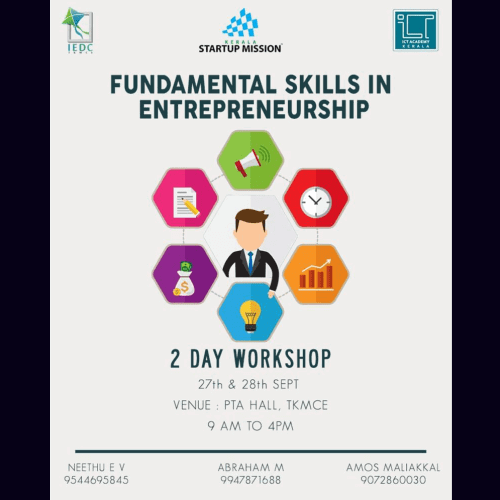 IEDC
KERALA
STARTUP MISSION
ICT ACADEMY
KERALA
FUNDAMENTAL SKILLS IN
ENTREPRENEURSHIP
$
2 DAY WORKSHOP
27th & 28th SEPT
VENUE : PTA HALL, TKMCE
9 AM TO 4PM
NEETHU E V
9544695845
ABRAHAM M
9947871688
AMOS MALIAKKAL
9072860030